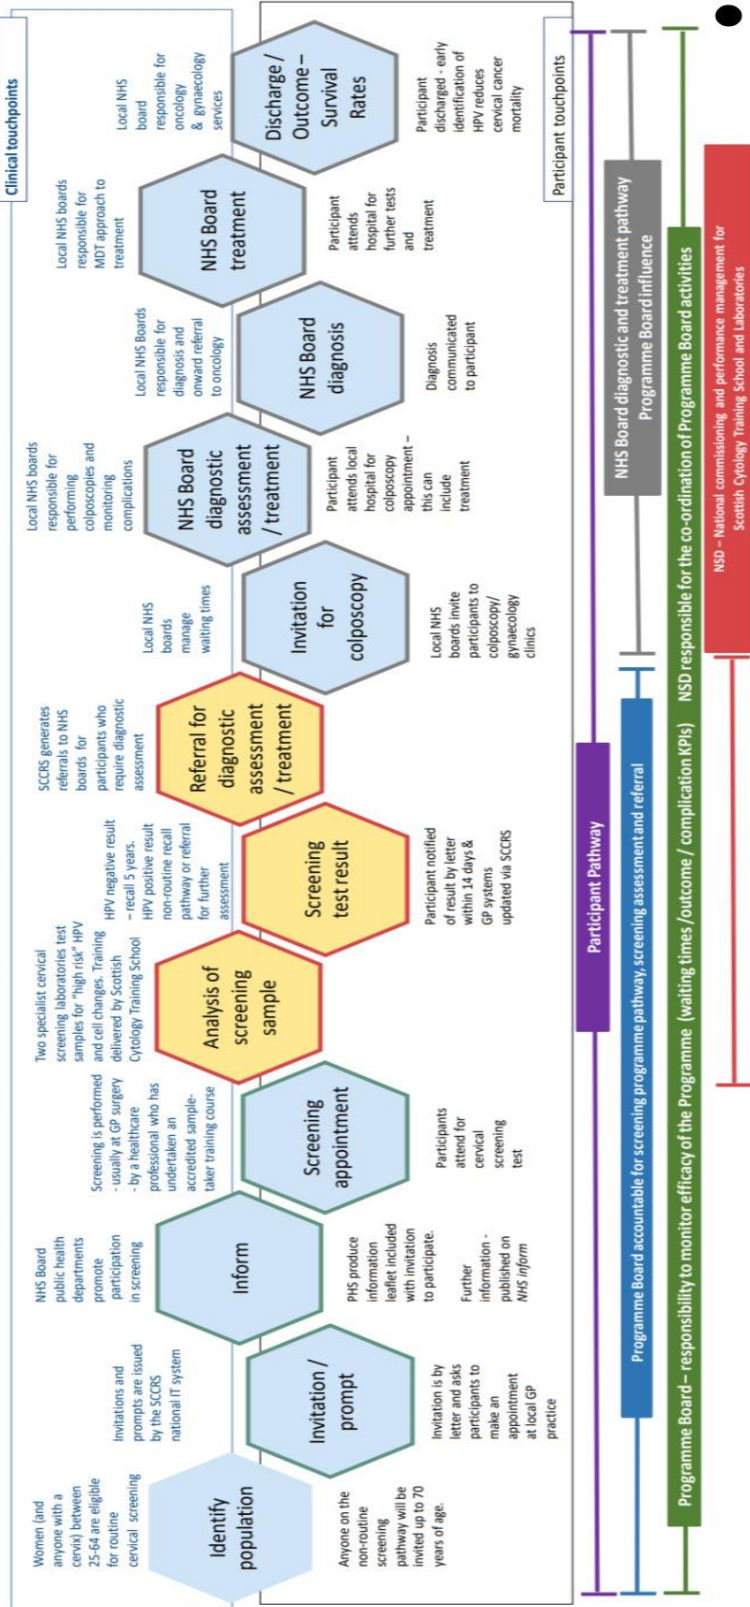 Clinical touchpoints
Women (and
anyone with a
cervix) between
25-64 are eligible
for routine
cervical screening
Invitations and
prompts are issued
by the SCCRS
national IT system
NHS Board
public health
departments
promote
participation
in screening
Screening is performed
- usually at GP surgery
- by a healthcare
professional who has
undertaken an
accredited sample-
taker training course
Two specialist cervical
screening laboratories test
samples for "high risk" HPV
and cell changes. Training
delivered by Scottish
Cytology Training School
HPV negative result
– recall 5 years.
HPV positive result
non-routine recall
pathway or referral
for further
assessment
SCCRS generates
referrals to NHS
boards for
participants who
require diagnostic
assessment
Local NHS
boards
manage
waiting times
Local NHS boards
responsible for
performing
colposcopies and
monitoring
complications
Local NHS Boards
responsible for
diagnosis and
onward referral
to oncology
Local NHS boards
responsible for
MDT approach to
treatment
Local NHS
board
responsible for
oncology
& gynaecology
services
Identify
population
Invitation /
prompt
Inform
Screening
appointment
Analysis of
screening
sample
Screening
test result
Referral for
diagnostic
assessment
/ treatment
Invitation
for
colposcopy
NHS Board
diagnostic
assessment
/ treatment
NHS Board
diagnosis
NHS Board
treatment
Discharge /
Outcome –
Survival
Rates
Anyone on the
non-routine
screening
pathway will be
invited up to 70
years of age.
Invitation is by
letter and asks
participants to
make an
appointment
at local GP
practice
PHS produce
information
leaflet included
with invitation
to participate.
Further
information -
published on
NHS inform
Participants
attend for
cervical
screening
test
Participant notified
of result by letter
within 14 days &
GP systems
updated via SCCRS
Local NHS
boards invite
participants to
colposcopy/
gynaecology
clinics
Participant
attends local
hospital for
colposcopy
appointment –
this can
include
treatment
Diagnosis
communicated
to participant
Participant
attends
hospital for
further tests
and
treatment
Participant
discharged - early
identification of
HPV reduces
cervical cancer
mortality
Participant touchpoints
Participant Pathway
Programme Board accountable for screening programme pathway, screening assessment and referral
NHS Board diagnostic and treatment pathway
Programme Board influence
Programme Board – responsibility to monitor efficacy of the Programme (waiting times /outcome / complication KPIs) NSD responsible for the co-ordination of Programme Board activities
NSD – National commissioning and performance management for
Scottish Cytology Training School and Laboratories